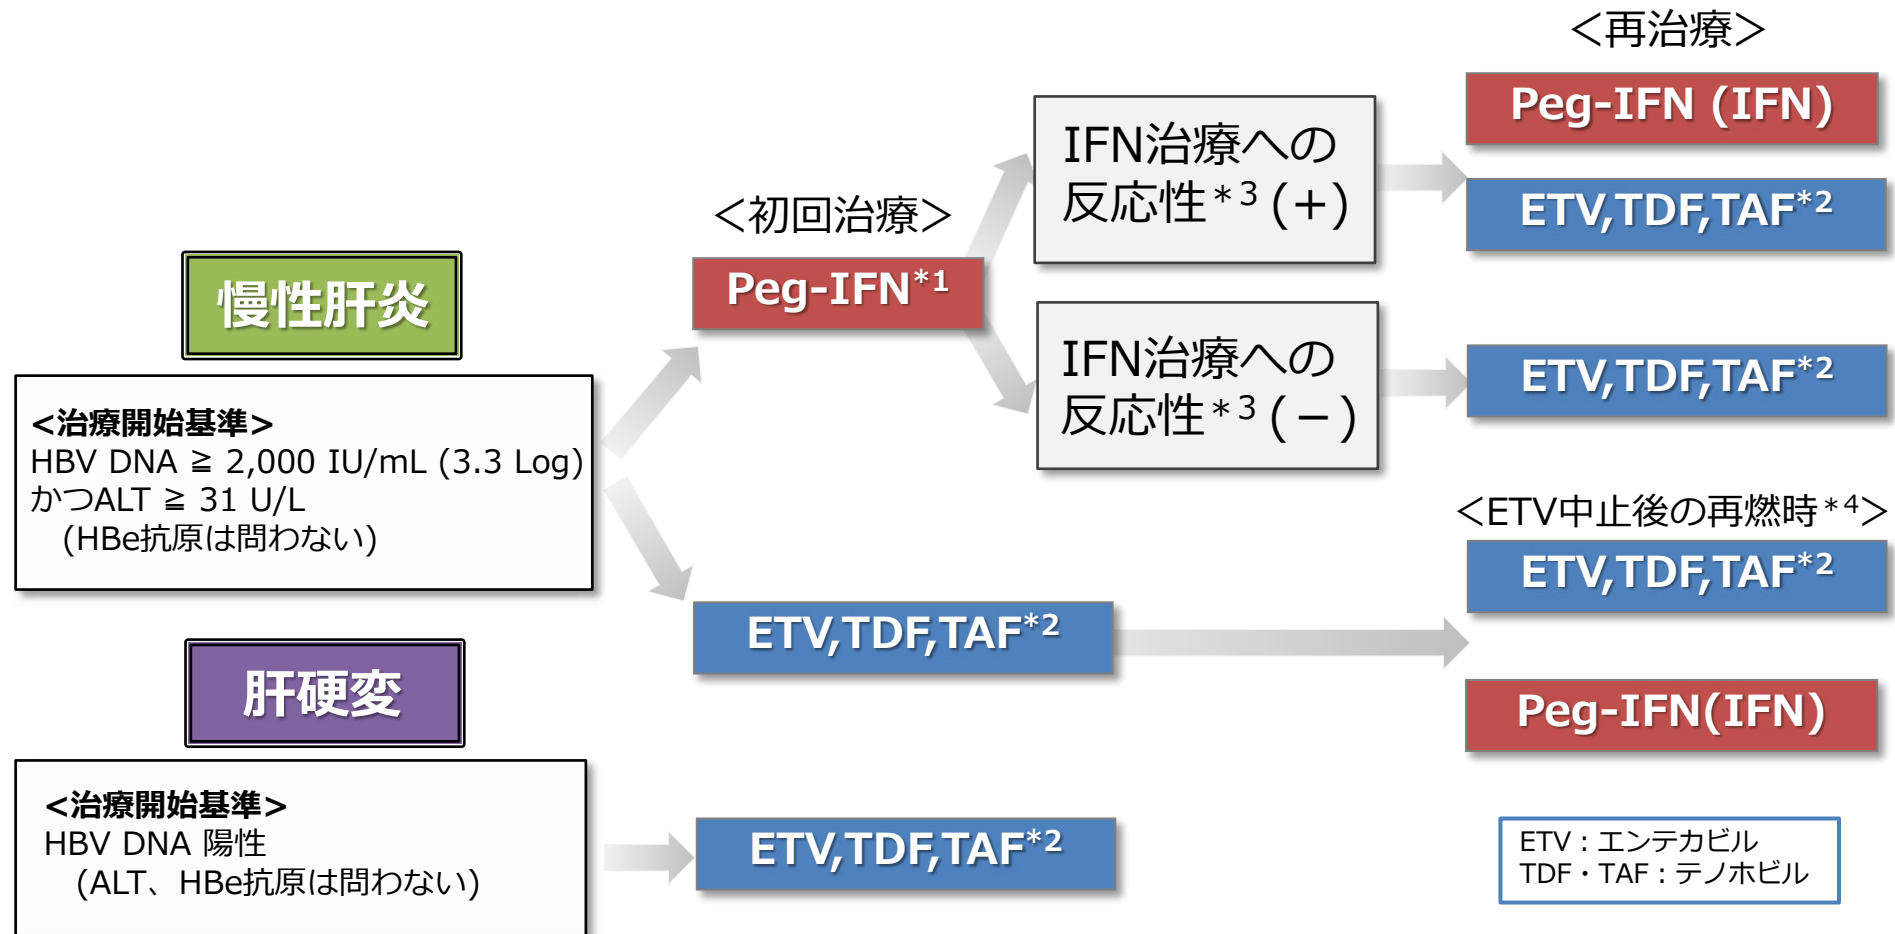 慢性肝炎
<治療開始基準>
HBV DNA ≧ 2,000 IU/mL (3.3 Log)
かつALT ≧ 31 U/L
(HBe抗原は問わない)
肝硬変
<治療開始基準>
HBV DNA 陽性
(ALT、HBe抗原は問わない)
＜初回治療＞
Peg-IFN*1
ETV,TDF,TAF*2
ETV,TDF,TAF*2
IFN治療への
反応性*3 (+)
IFN治療への
反応性*3 (−)
＜再治療＞
Peg-IFN (IFN)
ETV,TDF,TAF*2
ETV,TDF,TAF*2
＜ETV中止後の再燃時*4＞
ETV,TDF,TAF*2
Peg-IFN(IFN)
ETV：エンテカビル
TDF・TAF：テノホビル